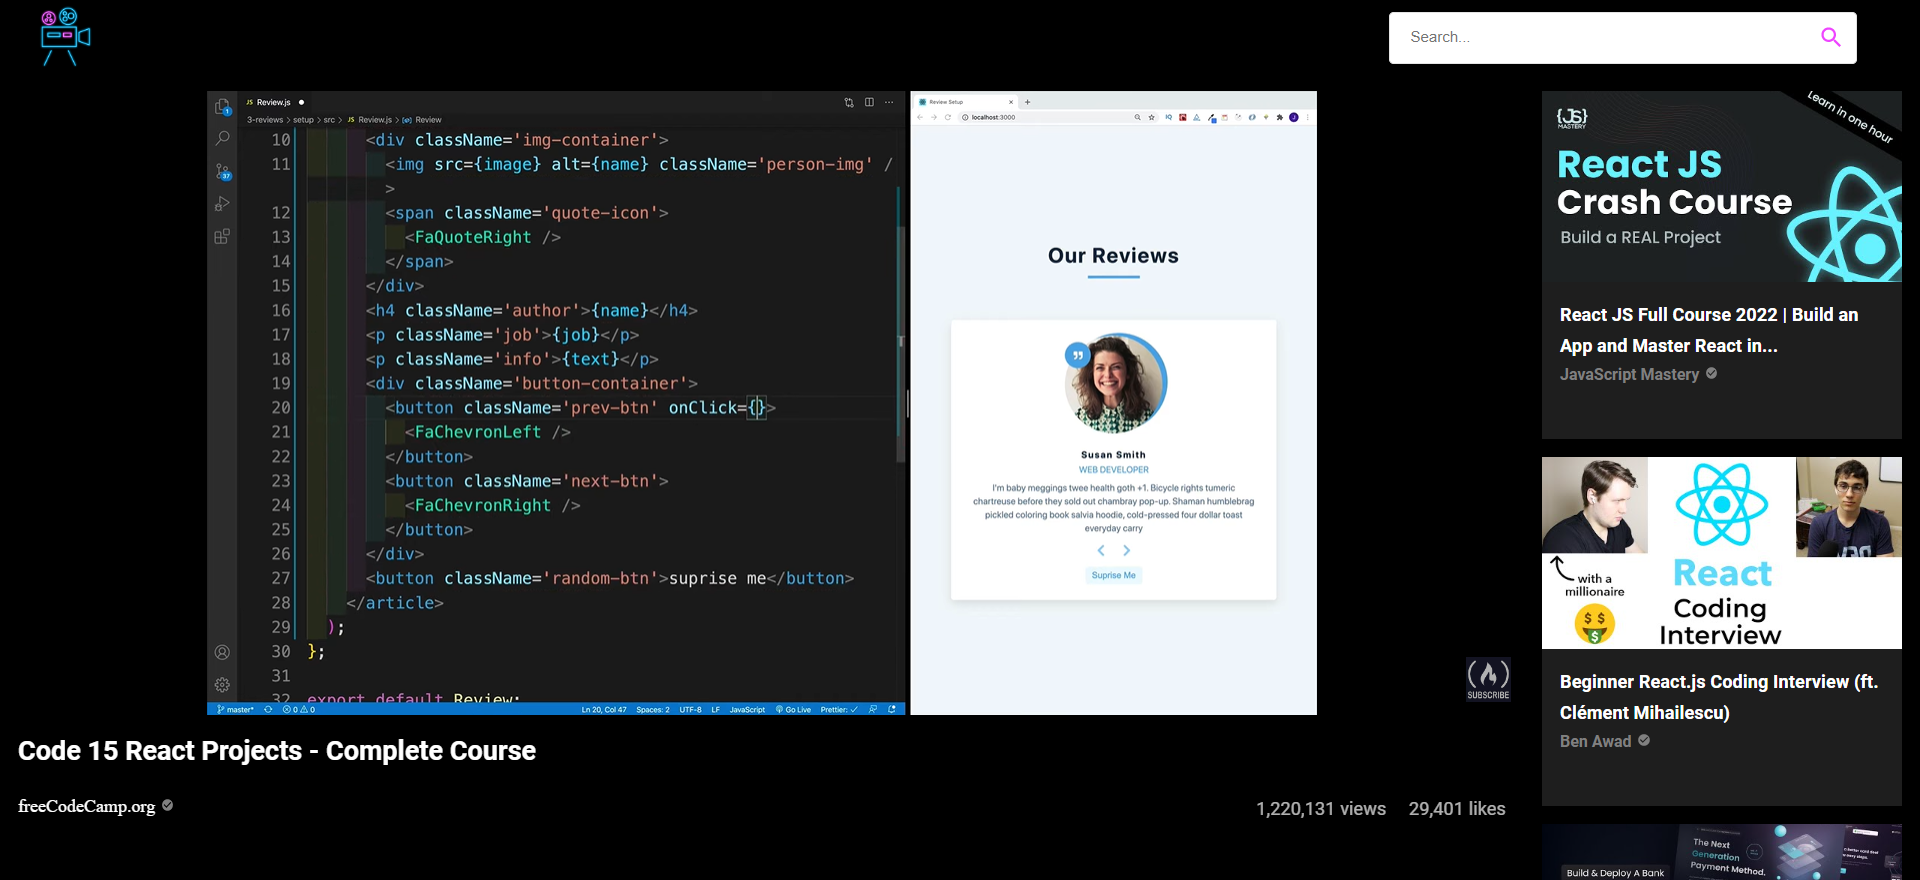 Search...
JS Review.js
3-reviews > setup > src > JS Review.js > Review
10 <div className='img-container'>
11 <img src={image} alt={name} className='person-img' /
>
12 <span className='quote-icon'>
13 <FaQuoteRight />
14 </span>
15 </div>
16 <h4 className='author'>{name}</h4>
17 <p className='job'>{job}</p>
18 <p className='info'>{text}</p>
19 <div className='button-container'>
20 <button className='prev-btn' onClick={}>
21 <FaChevronLeft />
22 </button>
23 <button className='next-btn'>
24 <FaChevronRight />
25 </button>
26 </div>
27 <button className='random-btn'>suprise me</button>
28 </article>
29 );
30 };
31
32 export default Review;
1
37
master* 0 0 Ln 20, Col 47 Spaces: 2 UTF-8 LF JavaScript Go Live Prettier: ✓
Review Setup
localhost:3000
Our Reviews
Susan Smith
WEB DEVELOPER
I'm baby meggings twee health goth +1. Bicycle rights tumeric
chartreuse before they sold out chambray pop-up. Shaman humblebrag
pickled coloring book salvia hoodie, cold-pressed four dollar toast
everyday carry
Suprise Me
SUBSCRIBE
Code 15 React Projects - Complete Course
freeCodeCamp.org
1,220,131 views 29,401 likes
{JS}
MASTERY
Learn in one hour
React JS
Crash Course
Build a REAL Project
React JS Full Course 2022 | Build an
App and Master React in...
JavaScript Mastery
with a
millionaire
React
Coding
Interview
Beginner React.js Coding Interview (ft.
Clément Mihailescu)
Ben Awad
The Next
Generation
Payment Method.
Build & Deploy A Bank